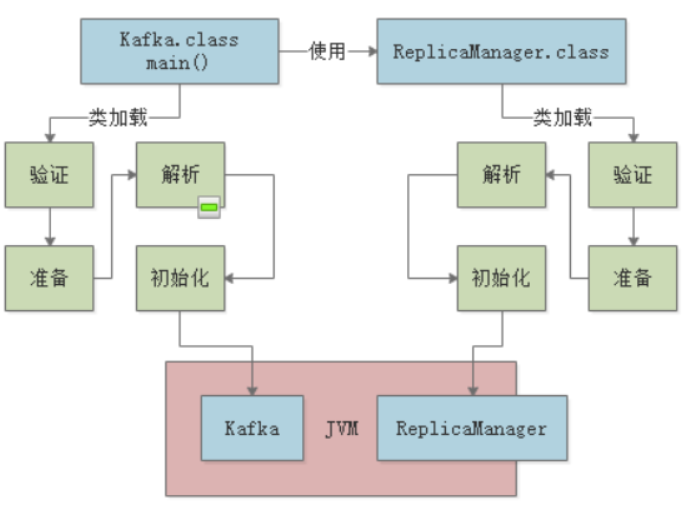 Kafka.class
main()
使用
ReplicaManager.class
类加载
类加载
验证
解析
解析
验证
准备
初始化
初始化
准备
Kafka
JVM
ReplicaManager